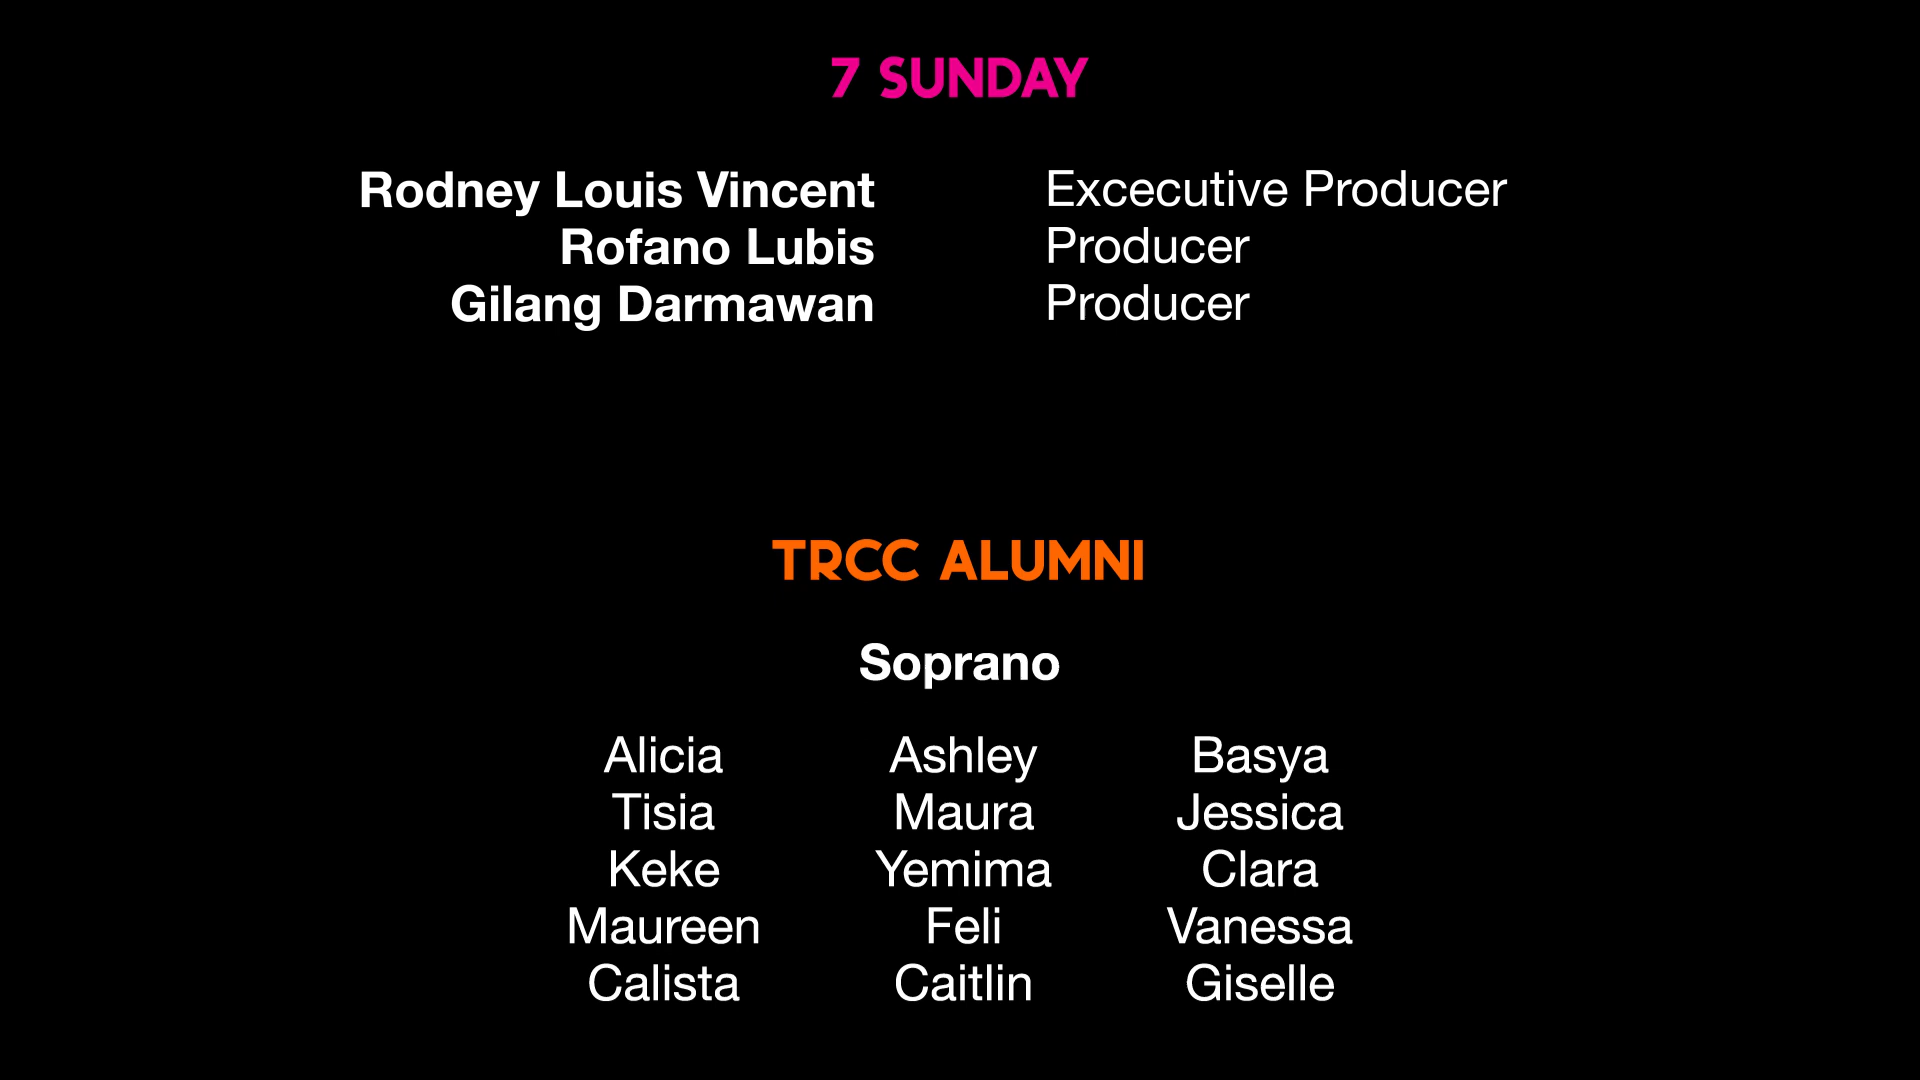 7 SUNDAY
Rodney Louis Vincent Excecutive Producer
Rofano Lubis Producer
Gilang Darmawan Producer
TRCC ALUMNI
Soprano
Alicia Ashley Basya
Tisia Maura Jessica
Keke Yemima Clara
Maureen Feli Vanessa
Calista Caitlin Giselle